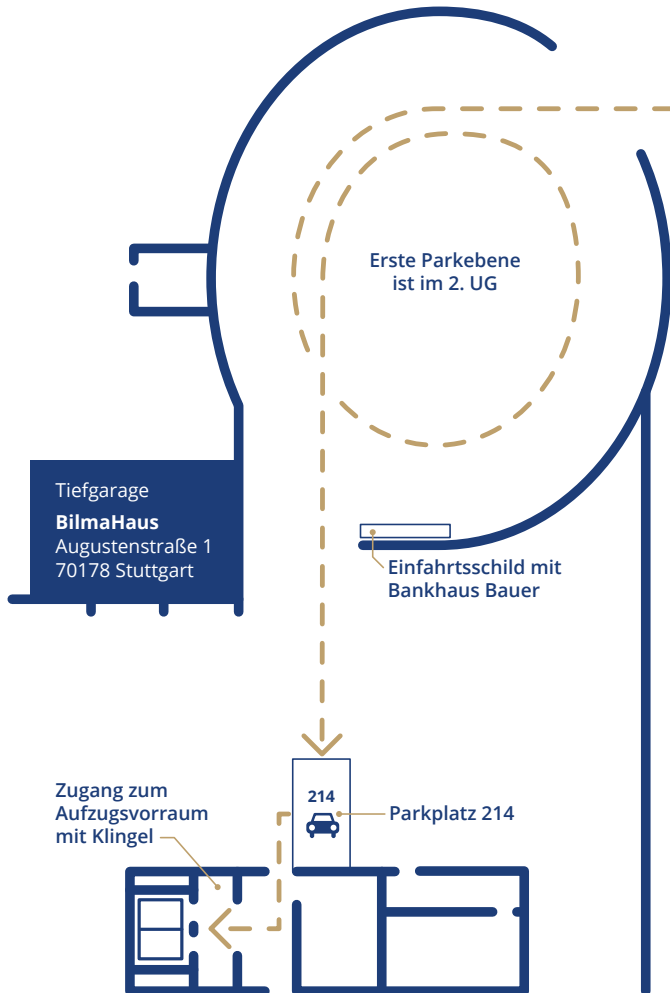 Erste Parkebene
ist im 2. UG
Tiefgarage
BilmaHaus
Augustenstraße 1
70178 Stuttgart
Einfahrtsschild mit
Bankhaus Bauer
Zugang zum
Aufzugsvorraum
mit Klingel
214
Parkplatz 214